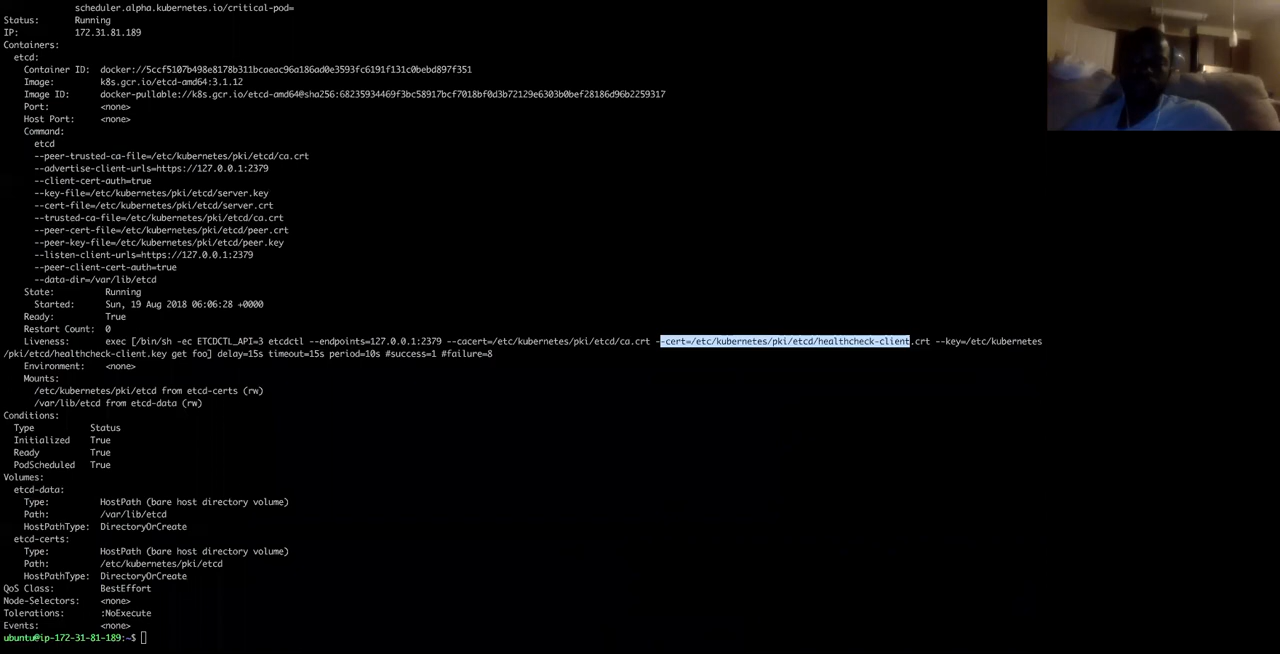 scheduler.alpha.kubernetes.io/critical-pod=
Status: Running
IP: 172.31.81.189
Containers:
etcd:
Container ID: docker://5ccf5107b498e8178b311bcaeac96a186ad0e3593fc6191f131c0bebd897f351
Image: k8s.gcr.io/etcd-amd64:3.1.12
Image ID: docker-pullable://k8s.gcr.io/etcd-amd64@sha256:68235934469f3bc58917bcf7018bf0d3b72129e6303b0bef28186d96b2259317
Port: <none>
Host Port: <none>
Command:
etcd
--peer-trusted-ca-file=/etc/kubernetes/pki/etcd/ca.crt
--advertise-client-urls=https://127.0.0.1:2379
--client-cert-auth=true
--key-file=/etc/kubernetes/pki/etcd/server.key
--cert-file=/etc/kubernetes/pki/etcd/server.crt
--trusted-ca-file=/etc/kubernetes/pki/etcd/ca.crt
--peer-cert-file=/etc/kubernetes/pki/etcd/peer.crt
--peer-key-file=/etc/kubernetes/pki/etcd/peer.key
--listen-client-urls=https://127.0.0.1:2379
--peer-client-cert-auth=true
--data-dir=/var/lib/etcd
State: Running
Started: Sun, 19 Aug 2018 06:06:28 +0000
Ready: True
Restart Count: 0
Liveness: exec [/bin/sh -ec ETCDCTL_API=3 etcdctl --endpoints=127.0.0.1:2379 --cacert=/etc/kubernetes/pki/etcd/ca.crt --cert=/etc/kubernetes/pki/etcd/healthcheck-client.crt --key=/etc/kubernetes
/pki/etcd/healthcheck-client.key get foo] delay=15s timeout=15s period=10s #success=1 #failure=8
Environment: <none>
Mounts:
/etc/kubernetes/pki/etcd from etcd-certs (rw)
/var/lib/etcd from etcd-data (rw)
Conditions:
Type Status
Initialized True
Ready True
PodScheduled True
Volumes:
etcd-data:
Type: HostPath (bare host directory volume)
Path: /var/lib/etcd
HostPathType: DirectoryOrCreate
etcd-certs:
Type: HostPath (bare host directory volume)
Path: /etc/kubernetes/pki/etcd
HostPathType: DirectoryOrCreate
QoS Class: BestEffort
Node-Selectors: <none>
Tolerations: :NoExecute
Events: <none>
ubuntu@ip-172-31-81-189:~$